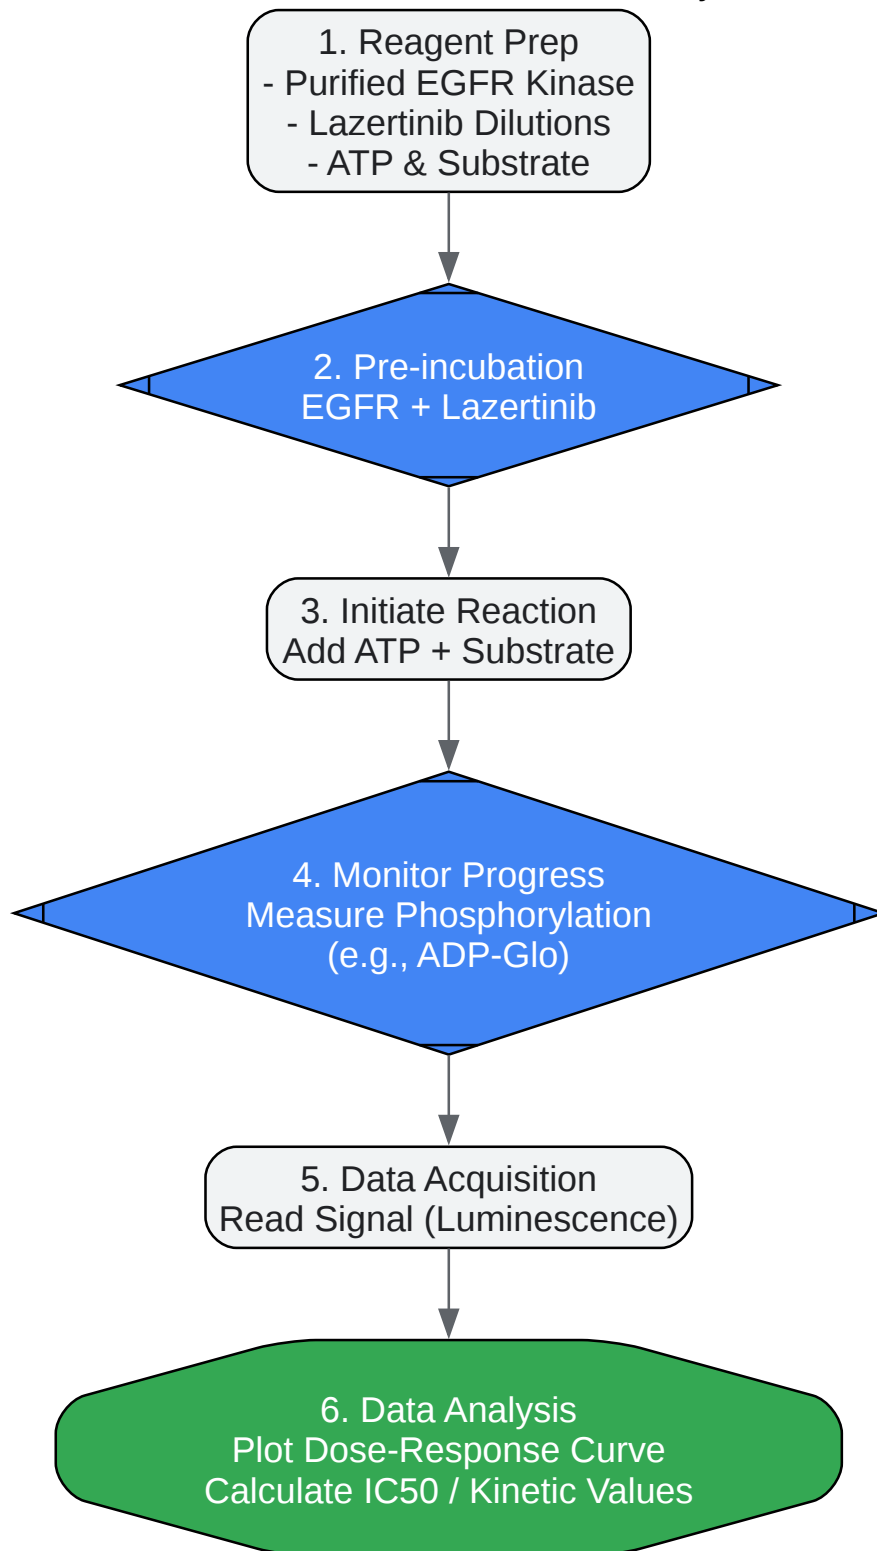 1. Reagent Prep
- Purified EGFR Kinase
- Lazertinib Dilutions
- ATP & Substrate
2. Pre-incubation
EGFR + Lazertinib
3. Initiate Reaction
Add ATP + Substrate
4. Monitor Progress
Measure Phosphorylation
(e.g., ADP-Glo)
5. Data Acquisition
Read Signal (Luminescence)
6. Data Analysis
Plot Dose-Response Curve
Calculate IC50 / Kinetic Values